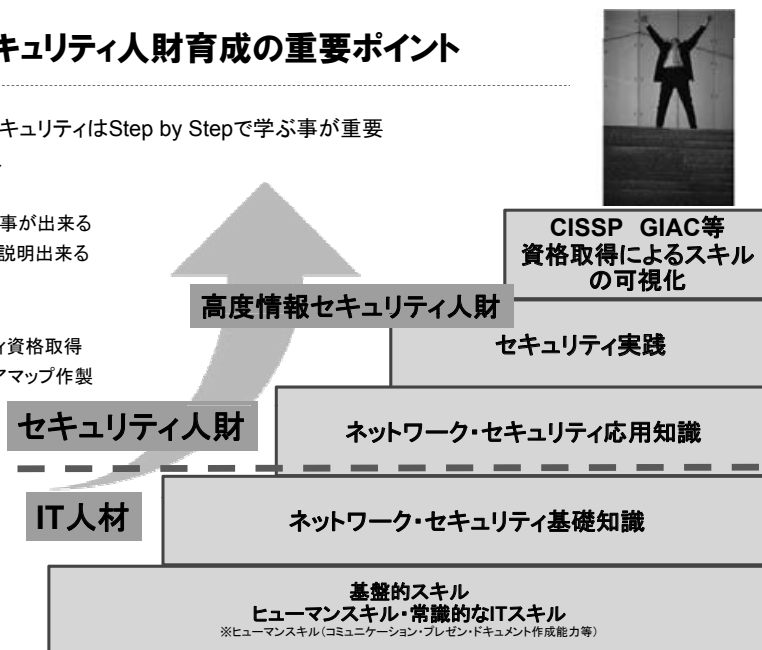 キュリティ人財育成の重要ポイント
キュリティはStep by Stepで学ぶ事が重要
事が出来る
説明出来る
資格取得
マップ作製
CISSP GIAC等
資格取得によるスキル
の可視化
高度情報セキュリティ人財
セキュリティ実践
セキュリティ人財
ネットワーク・セキュリティ応用知識
IT人材
ネットワーク・セキュリティ基礎知識
基盤的スキル
ヒューマンスキル・常識的なITスキル
※ヒューマンスキル(コミュニケーション・プレゼン・ドキュメント作成能力等)